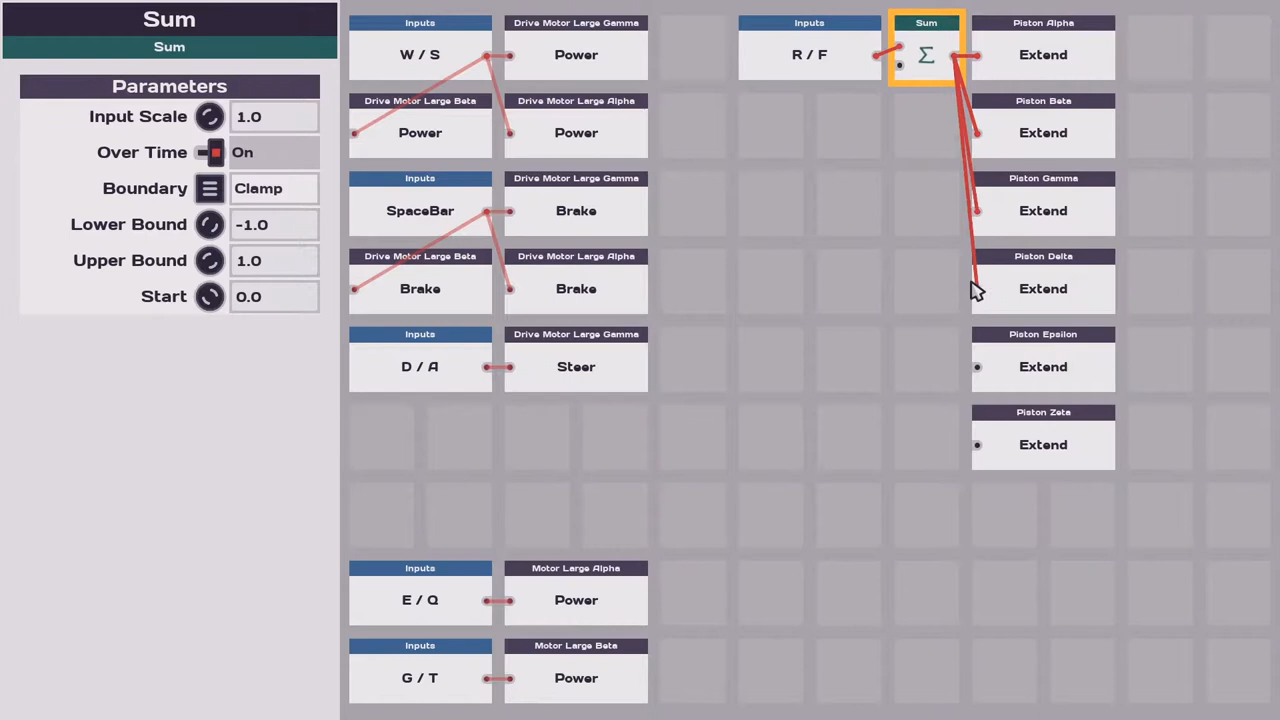 Sum
Sum
Parameters
Input Scale 1.0
Over Time On
Boundary Clamp
Lower Bound -1.0
Upper Bound 1.0
Start 0.0
Inputs
W / S
Drive Motor Large Gamma
Power
Drive Motor Large Beta
Power
Drive Motor Large Alpha
Power
Inputs
SpaceBar
Drive Motor Large Gamma
Brake
Drive Motor Large Beta
Brake
Drive Motor Large Alpha
Brake
Inputs
D / A
Drive Motor Large Gamma
Steer
Inputs
E / Q
Motor Large Alpha
Power
Inputs
G / T
Motor Large Beta
Power
Inputs
R / F
Sum
Σ
Piston Alpha
Extend
Piston Beta
Extend
Piston Gamma
Extend
Piston Delta
Extend
Piston Epsilon
Extend
Piston Zeta
Extend